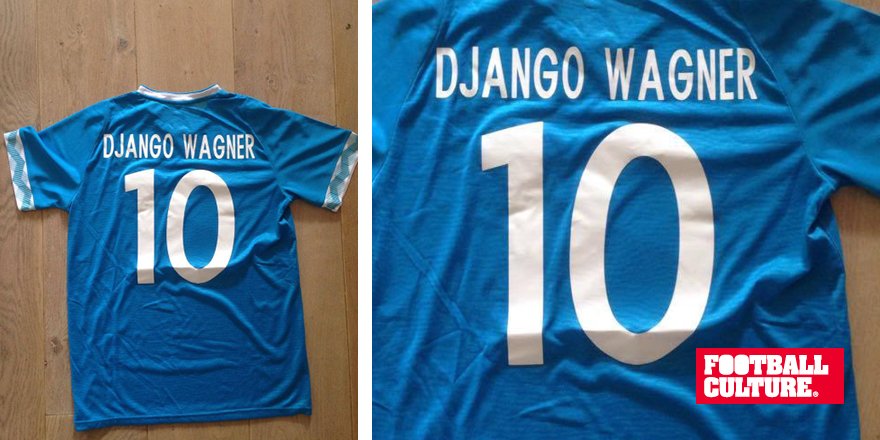 DJANGO WAGNER
10
DJANGO WAGNER
10
FOOTBALL
CULTURE.®